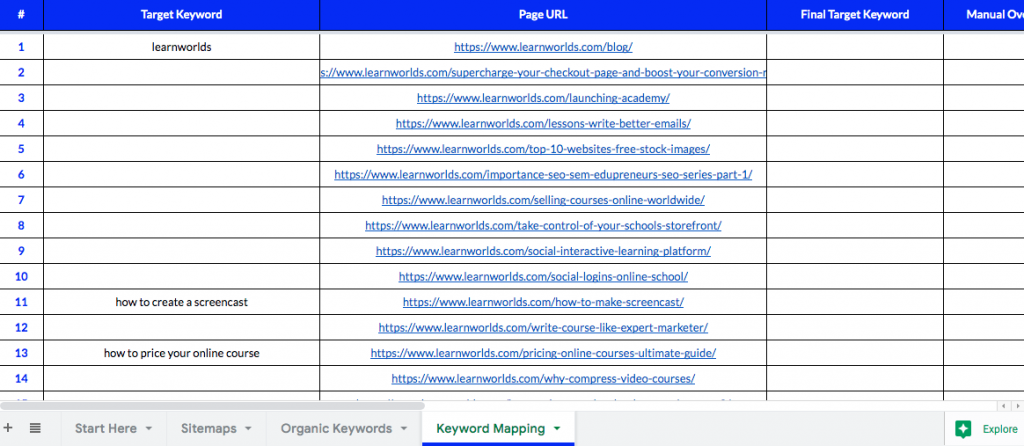 # Target Keyword Page URL Final Target Keyword Manual Ov
1 learnworlds https://www.learnworlds.com/blog/
2 s://www.learnworlds.com/supercharge-your-checkout-page-and-boost-your-conversion-r
3 https://www.learnworlds.com/launching-academy/
4 https://www.learnworlds.com/lessons-write-better-emails/
5 https://www.learnworlds.com/top-10-websites-free-stock-images/
6 https://www.learnworlds.com/importance-seo-sem-edupreneurs-seo-series-part-1/
7 https://www.learnworlds.com/selling-courses-online-worldwide/
8 https://www.learnworlds.com/take-control-of-your-schools-storefront/
9 https://www.learnworlds.com/social-interactive-learning-platform/
10 https://www.learnworlds.com/social-logins-online-school/
11 how to create a screencast https://www.learnworlds.com/how-to-make-screencast/
12 https://www.learnworlds.com/write-course-like-expert-marketer/
13 how to price your online course https://www.learnworlds.com/pricing-online-courses-ultimate-guide/
14 https://www.learnworlds.com/why-compress-video-courses/
Start Here Sitemaps Organic Keywords Keyword Mapping Explore